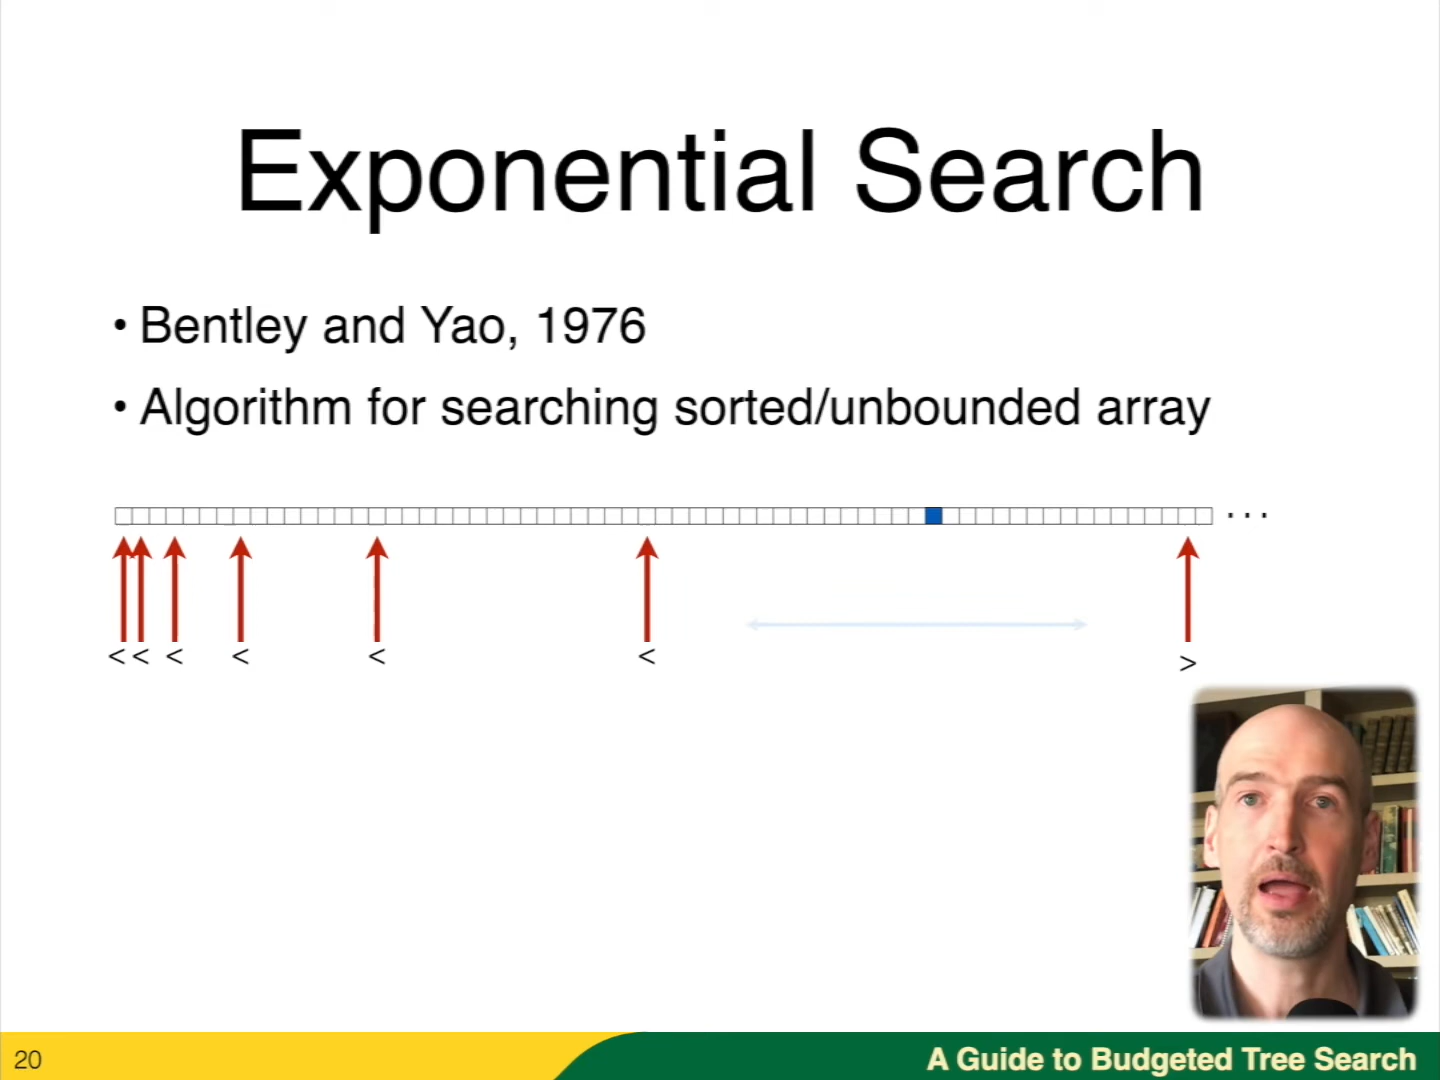 Exponential Search
• Bentley and Yao, 1976
• Algorithm for searching sorted/unbounded array
· · ·
< < < < < < >
20
A Guide to Budgeted Tree Search